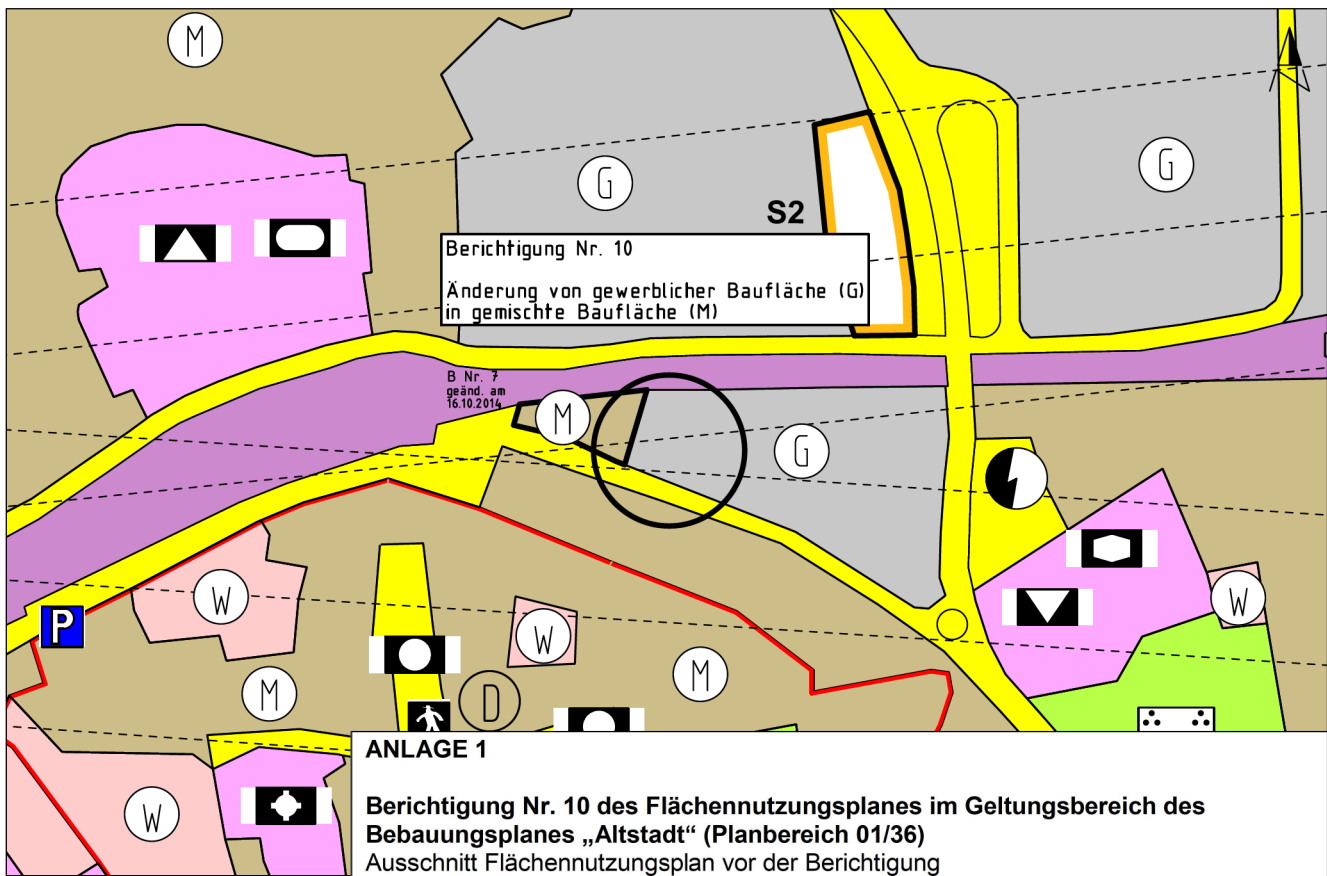 M
G
G
S2
Berichtigung Nr. 10
Änderung von gewerblicher Baufläche (G)
in gemischte Baufläche (M)
B Nr. 7
geänd. am
16.10.2014
M
G
W
W
W
P
M
M
D
W
ANLAGE 1
Berichtigung Nr. 10 des Flächennutzungsplanes im Geltungsbereich des
Bebauungsplanes „Altstadt“ (Planbereich 01/36)
Ausschnitt Flächennutzungsplan vor der Berichtigung